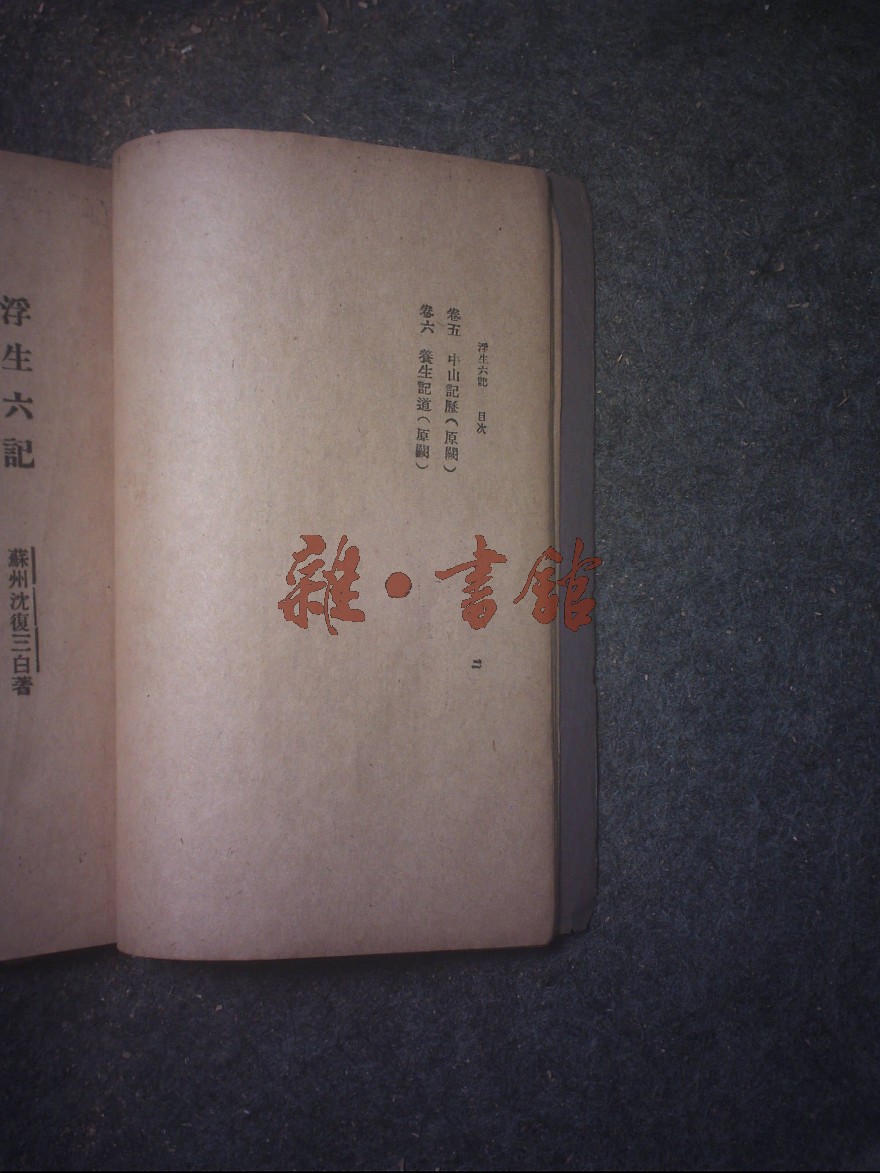 浮生六記 目次 二
卷五 中山記歷(原闕)
卷六 養生記道(原闕)
浮生六記
蘇州沈復三白著
雜·書館